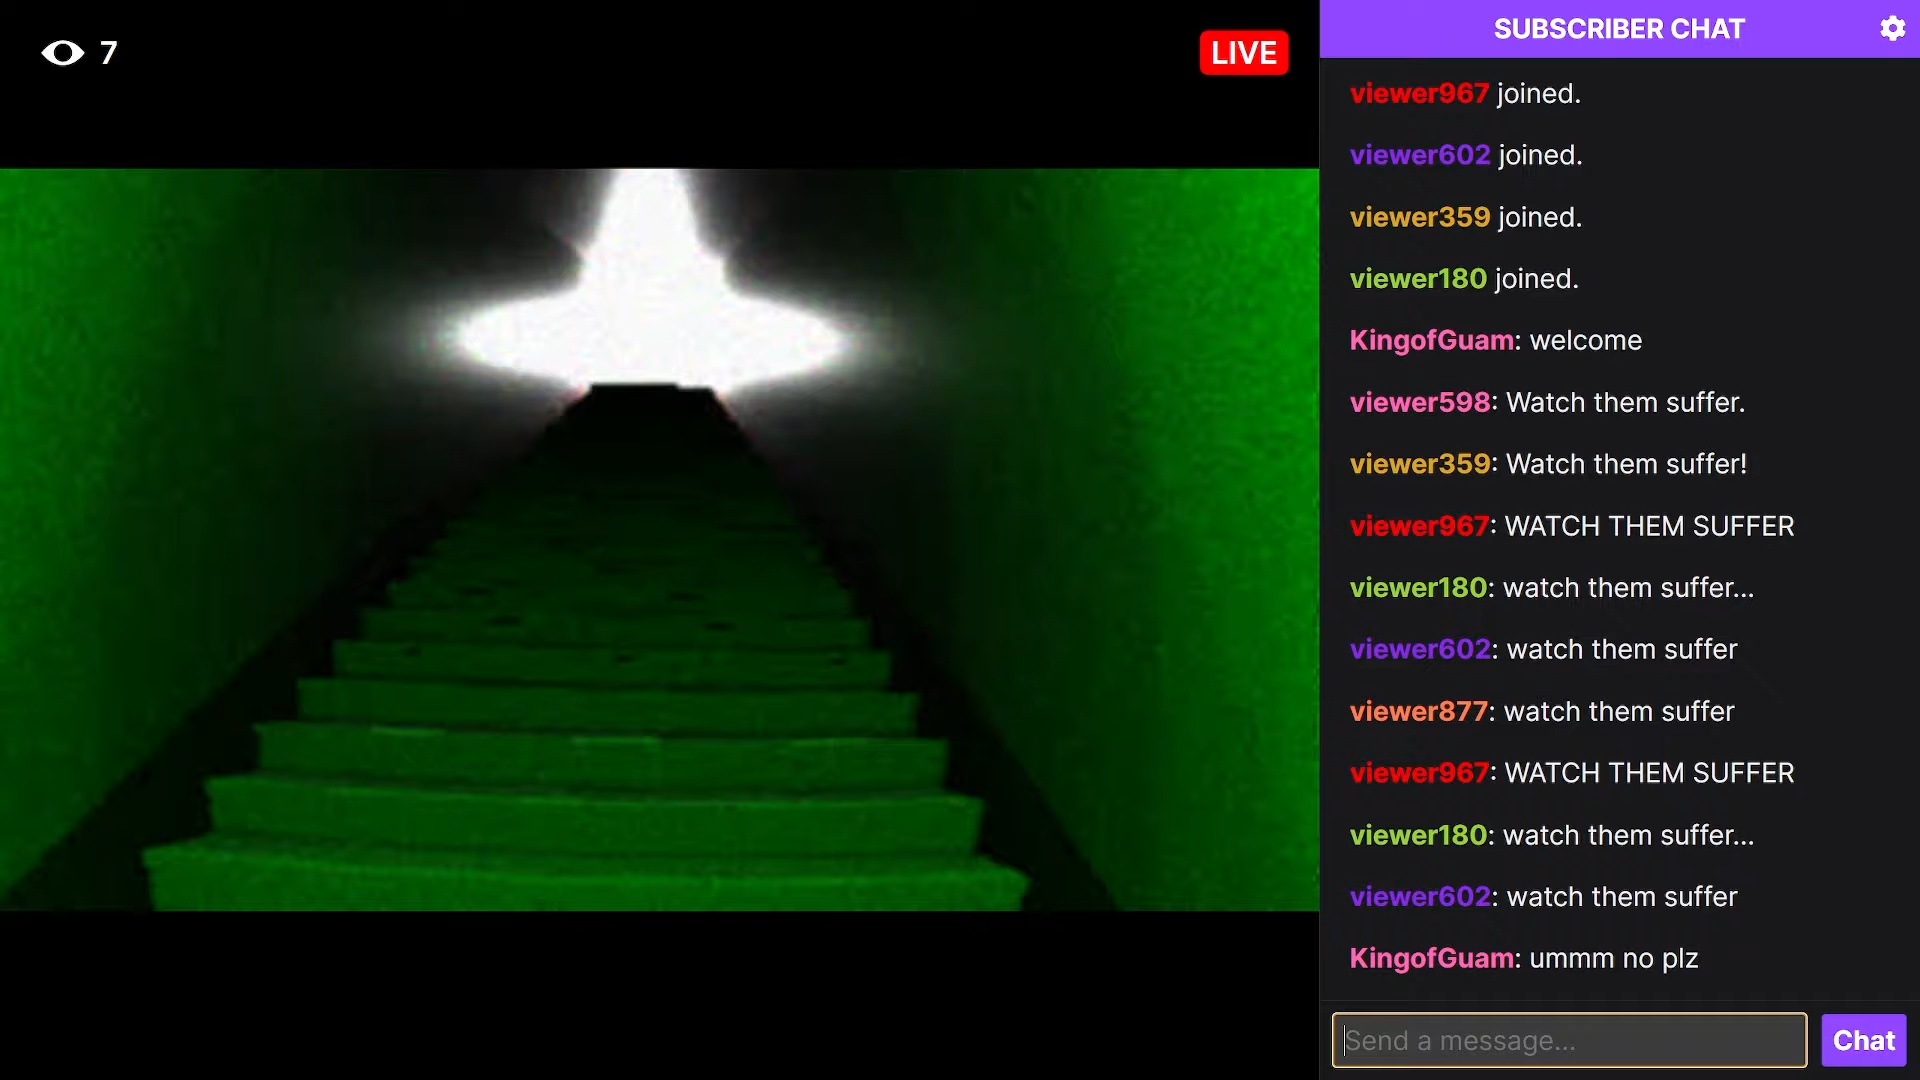 7
LIVE
SUBSCRIBER CHAT
viewer967 joined.
viewer602 joined.
viewer359 joined.
viewer180 joined.
KingofGuam: welcome
viewer598: Watch them suffer.
viewer359: Watch them suffer!
viewer967: WATCH THEM SUFFER
viewer180: watch them suffer...
viewer602: watch them suffer
viewer877: watch them suffer
viewer967: WATCH THEM SUFFER
viewer180: watch them suffer...
viewer602: watch them suffer
KingofGuam: ummm no plz
Send a message...
Chat